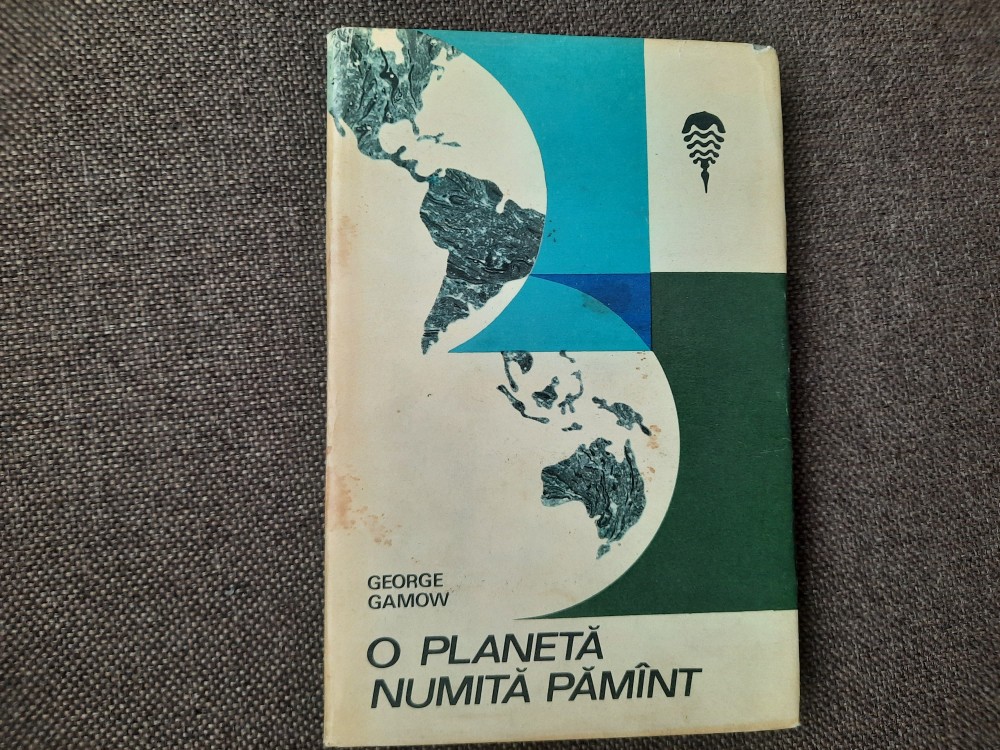 GEORGE
GAMOW
O PLANETĂ
NUMITĂ PĂMÎNT